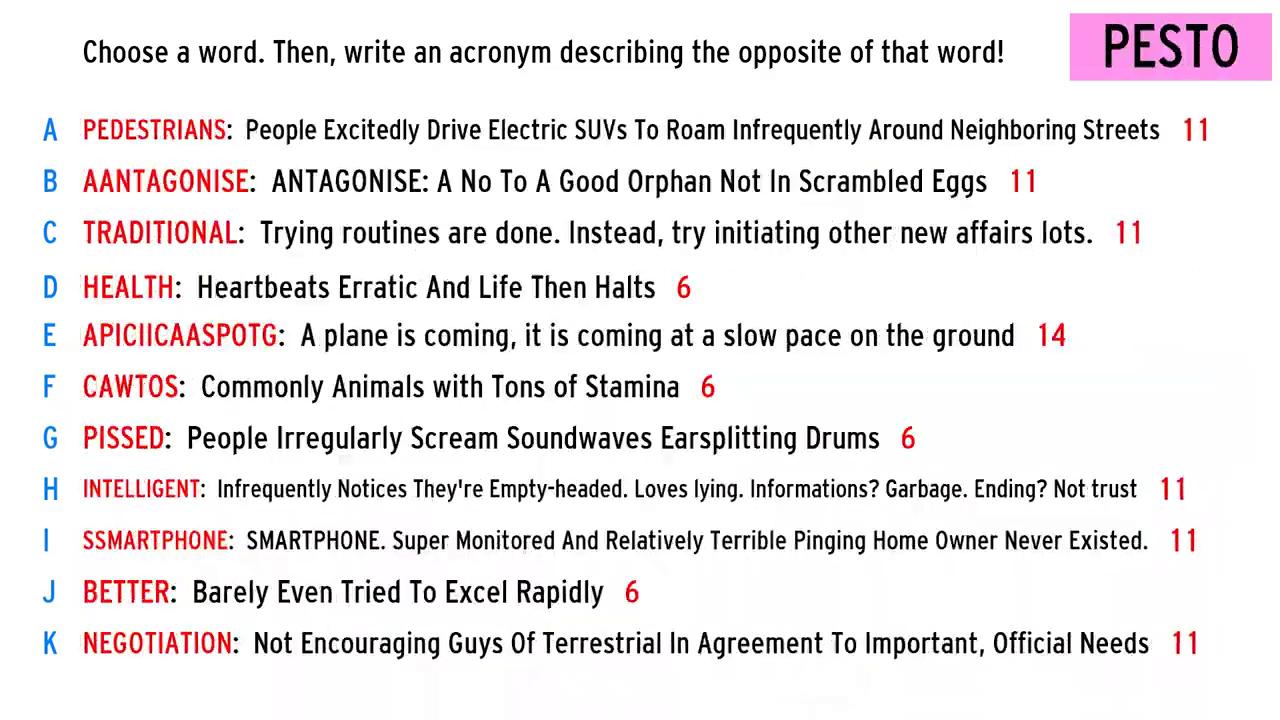 Choose a word. Then, write an acronym describing the opposite of that word!
PESTO
A PEDESTRIANS: People Excitedly Drive Electric SUVs To Roam Infrequently Around Neighboring Streets 11
B AANTAGONISE: ANTAGONISE: A No To A Good Orphan Not In Scrambled Eggs 11
C TRADITIONAL: Trying routines are done. Instead, try initiating other new affairs lots. 11
D HEALTH: Heartbeats Erratic And Life Then Halts 6
E APICIICAASPOTG: A plane is coming, it is coming at a slow pace on the ground 14
F CAWTOS: Commonly Animals with Tons of Stamina 6
G PISSED: People Irregularly Scream Soundwaves Earsplitting Drums 6
H INTELLIGENT: Infrequently Notices They're Empty-headed. Loves lying. Informations? Garbage. Ending? Not trust 11
I SSMARTPHONE: SMARTPHONE. Super Monitored And Relatively Terrible Pinging Home Owner Never Existed. 11
J BETTER: Barely Even Tried To Excel Rapidly 6
K NEGOTIATION: Not Encouraging Guys Of Terrestrial In Agreement To Important, Official Needs 11